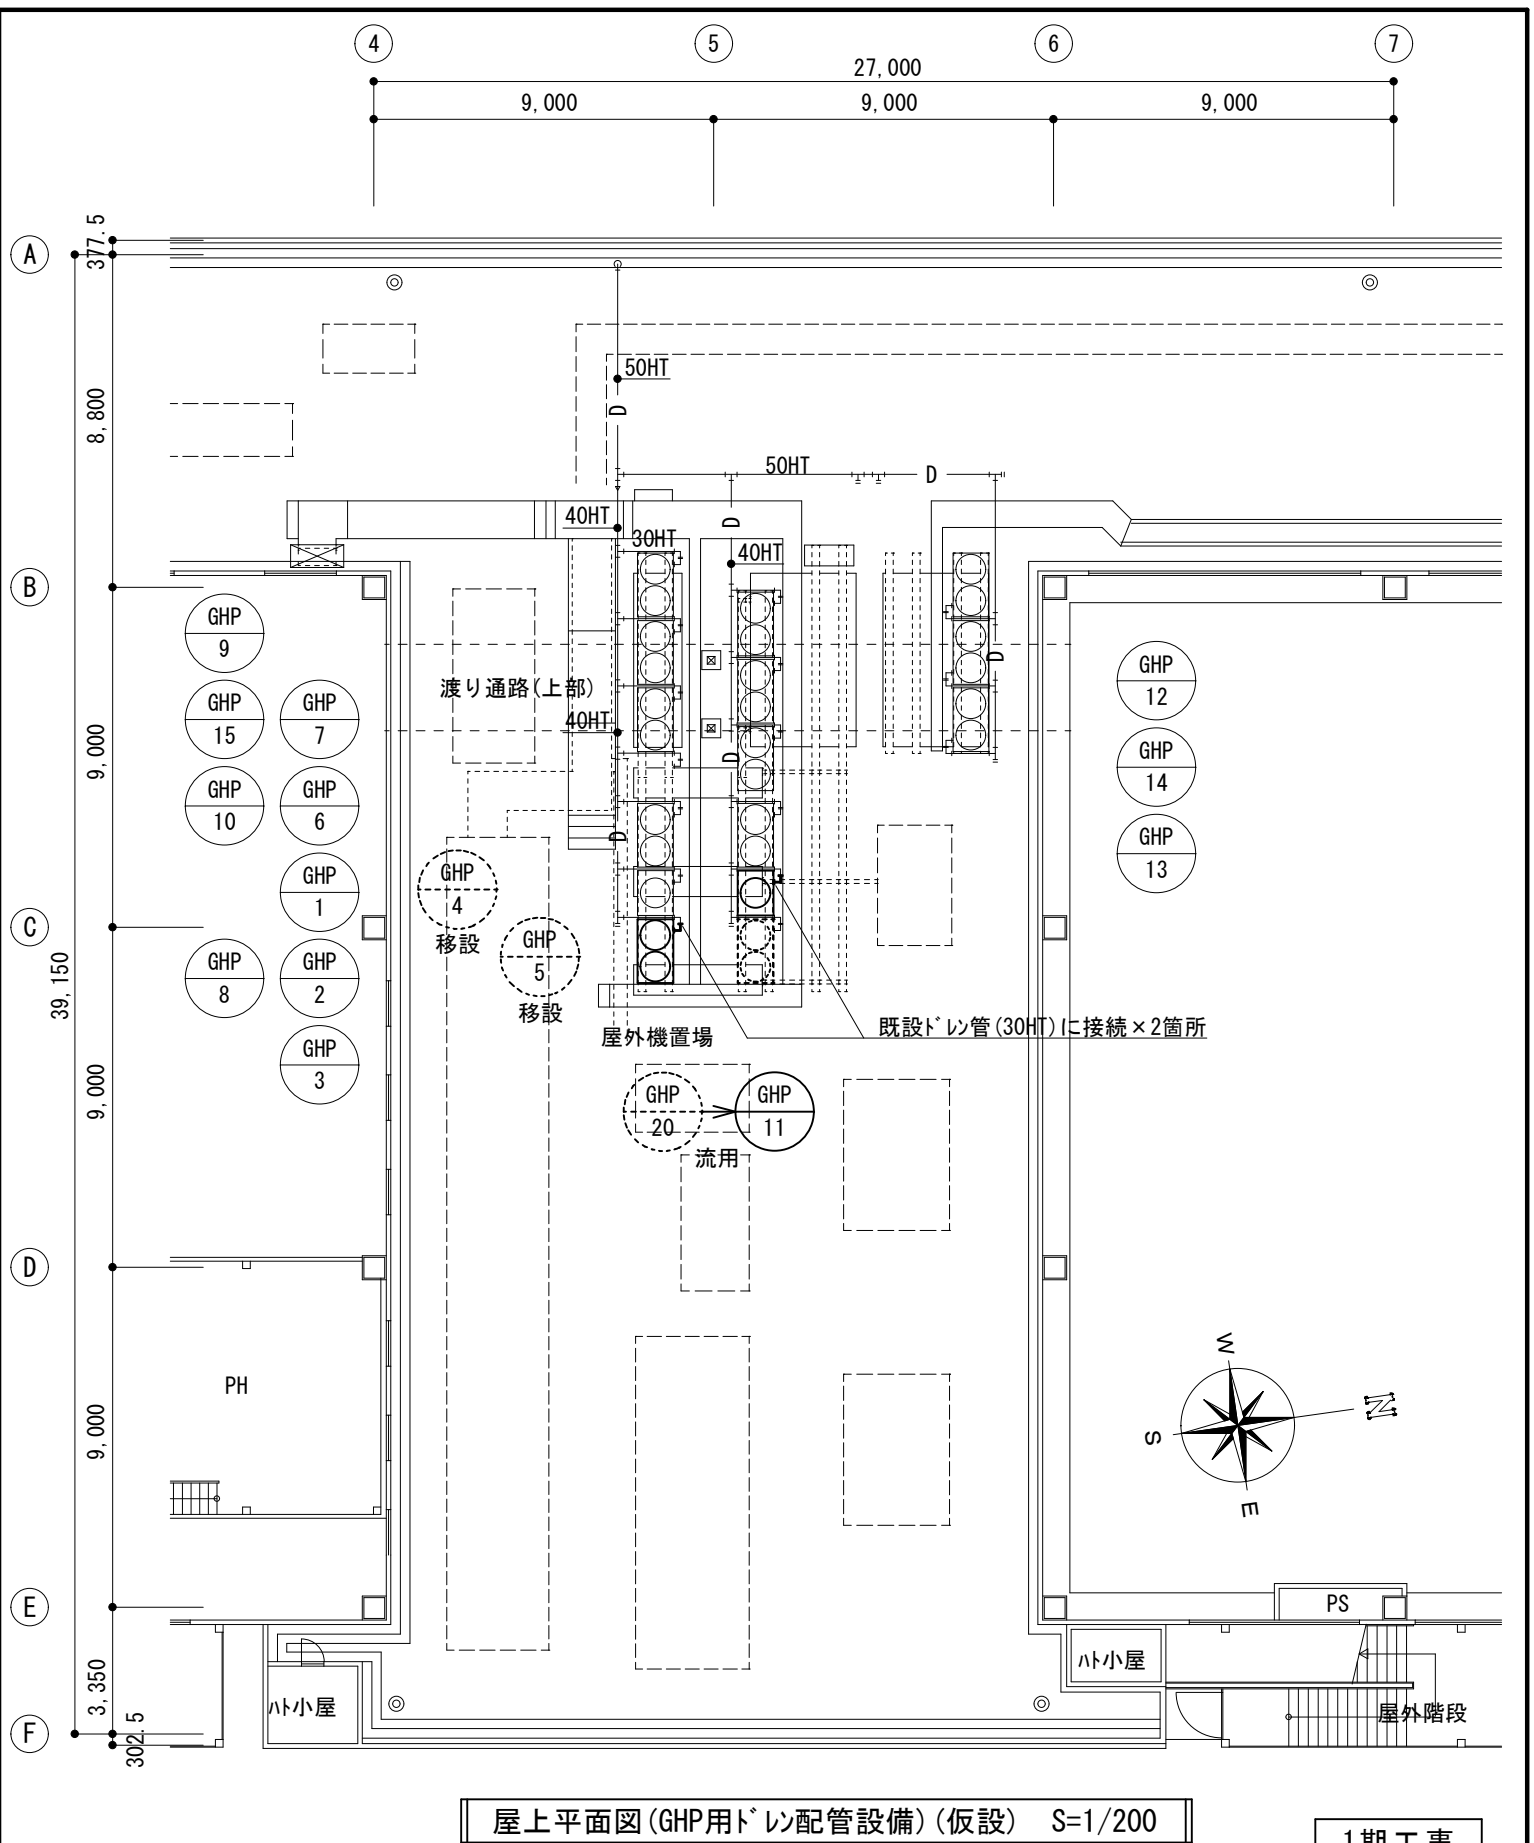 4
5
6
7
27,000
9,000
9,000
9,000
A
377.5
8,800
50HT
D
50HT
D
40HT
D
30HT
40HT
B
GHP
9
GHP
12
D
渡り通路(上部)
GHP
15
GHP
7
40HT
D
9,000
GHP
14
GHP
10
GHP
6
D
GHP
13
GHP
1
GHP
4
移設
C
GHP
5
移設
GHP
8
GHP
2
39,150
既設ドレン管(30HT)に接続×2箇所
屋外機置場
GHP
3
9,000
GHP
20
GHP
11
流用
D
PH
W
N
S
E
9,000
E
PS
ハト小屋
3,350
ハト小屋
屋外階段
F
302.5
屋上平面図(GHP用ドレン配管設備)(仮設) S=1/200
1期工事